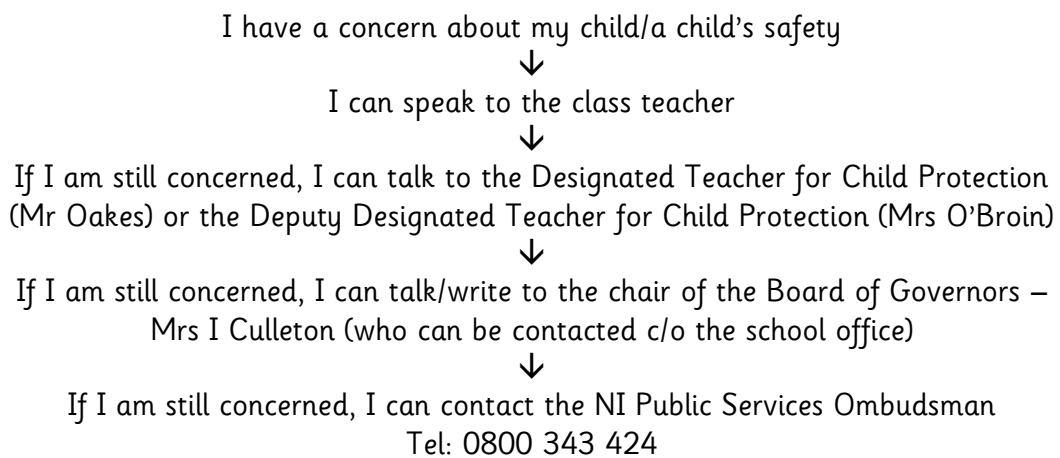 I have a concern about my child/a child's safety
↓
I can speak to the class teacher
↓
If I am still concerned, I can talk to the Designated Teacher for Child Protection
(Mr Oakes) or the Deputy Designated Teacher for Child Protection (Mrs O'Broin)
↓
If I am still concerned, I can talk/write to the chair of the Board of Governors –
Mrs I Culleton (who can be contacted c/o the school office)
↓
If I am still concerned, I can contact the NI Public Services Ombudsman
Tel: 0800 343 424